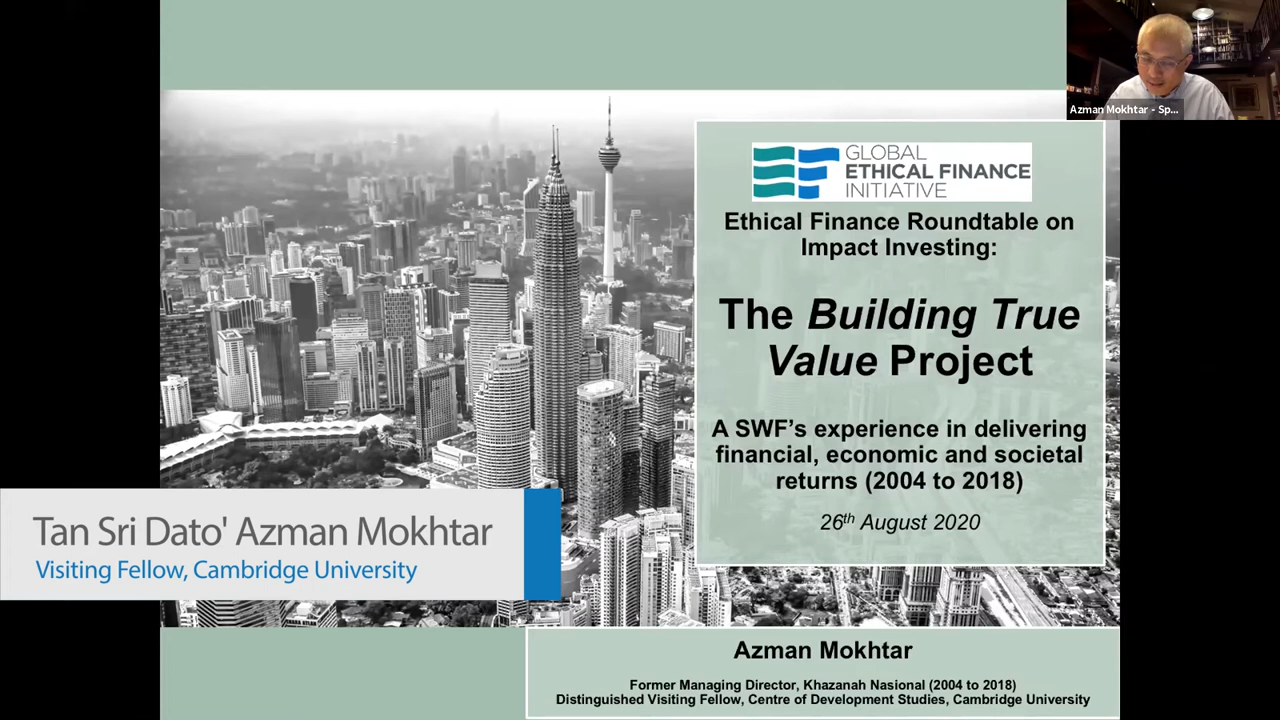 Azman Mokhtar - Sp...
GLOBAL
ETHICAL FINANCE
INITIATIVE
Ethical Finance Roundtable on
Impact Investing:
The Building True
Value Project
A SWF's experience in delivering
financial, economic and societal
returns (2004 to 2018)
26th August 2020
Tan Sri Dato' Azman Mokhtar
Visiting Fellow, Cambridge University
Azman Mokhtar
Former Managing Director, Khazanah Nasional (2004 to 2018)
Distinguished Visiting Fellow, Centre of Development Studies, Cambridge University